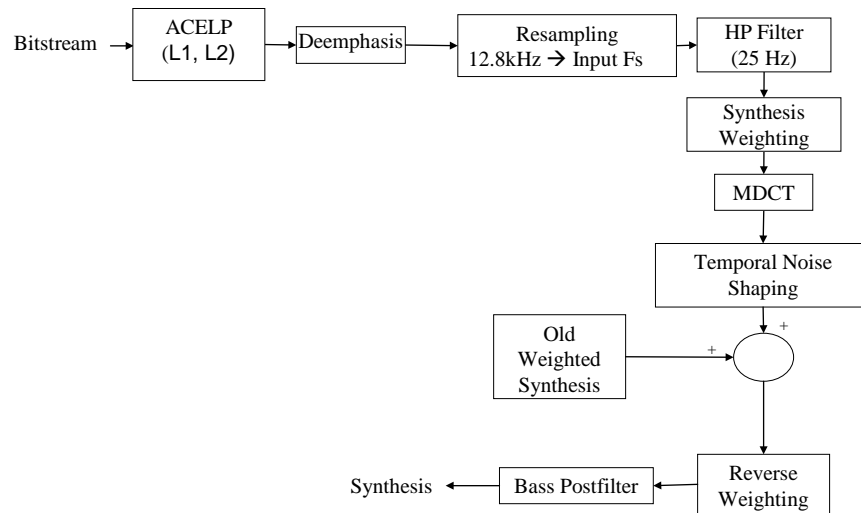 Bitstream
ACELP
(L1, L2)
Deemphasis
Resampling
12.8kHz → Input Fs
HP Filter
(25 Hz)
Synthesis
Weighting
MDCT
Temporal Noise
Shaping
+
Old
Weighted
Synthesis
+
Reverse
Weighting
Bass Postfilter
Synthesis